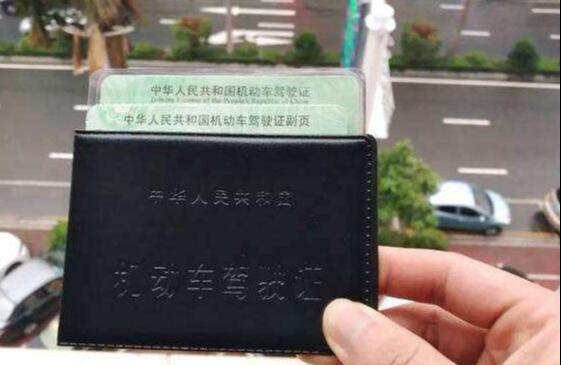 中华人民共和国机动车驾驶证
Driving License of the People's Republic of China
中华人民共和国机动车驾驶证副页
中华人民共和国
机动车驾驶证